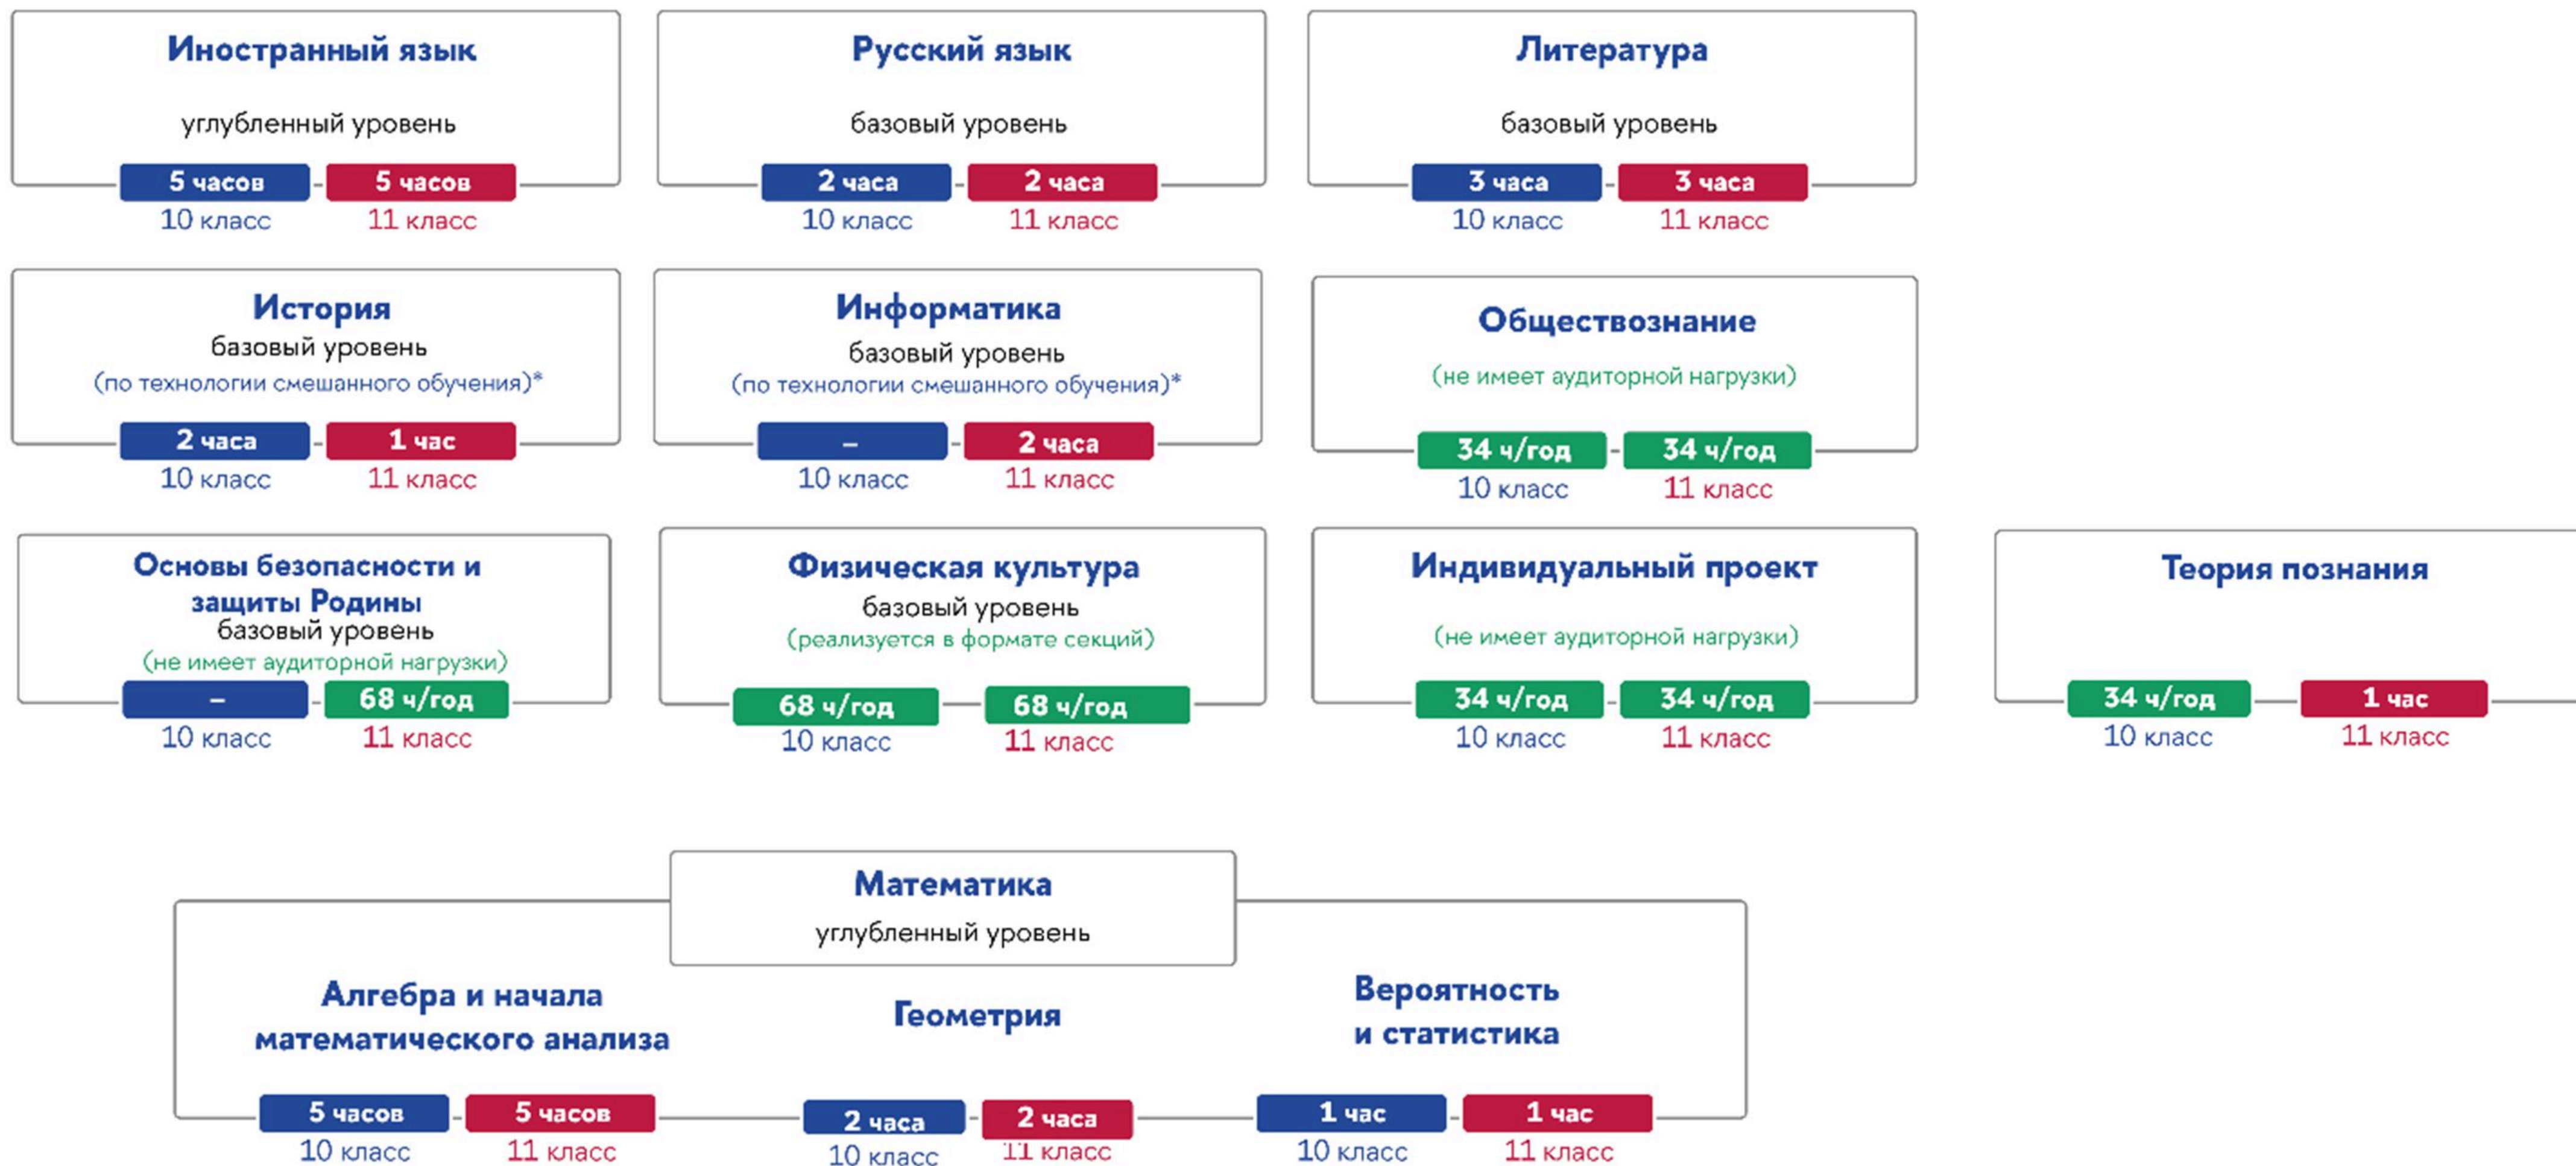 Иностранный язык
углубленный уровень
5 часов - 5 часов
10 класс 11 класс
Русский язык
базовый уровень
2 часа - 2 часа
10 класс 11 класс
Литература
базовый уровень
3 часа - 3 часа
10 класс 11 класс
История
базовый уровень
(по технологии смешанного обучения)*
2 часа - 1 час
10 класс 11 класс
Информатика
базовый уровень
(по технологии смешанного обучения)*
– - 2 часа
10 класс 11 класс
Обществознание
(не имеет аудиторной нагрузки)
34 ч/год - 34 ч/год
10 класс 11 класс
Основы безопасности и
защиты Родины
базовый уровень
(не имеет аудиторной нагрузки)
– - 68 ч/год
10 класс 11 класс
Физическая культура
базовый уровень
(реализуется в формате секций)
68 ч/год 68 ч/год
10 класс 11 класс
Индивидуальный проект
(не имеет аудиторной нагрузки)
34 ч/год - 34 ч/год
10 класс 11 класс
Теория познания
34 ч/год 1 час
10 класс 11 класс
Математика
углубленный уровень
Алгебра и начала
математического анализа
5 часов - 5 часов
10 класс 11 класс
Геометрия
2 часа - 2 часа
10 класс 11 класс
Вероятность
и статистика
1 час - 1 час
10 класс 11 класс